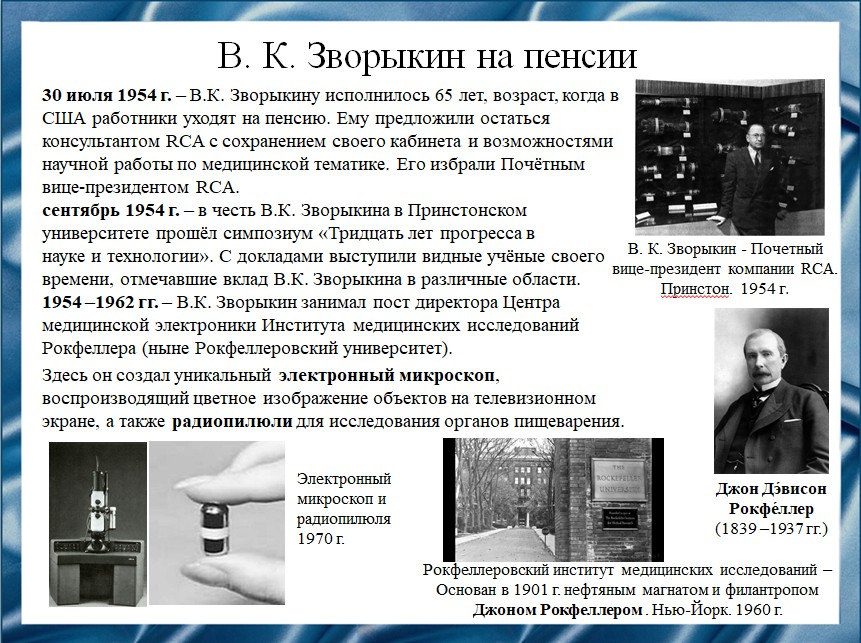 В. К. Зворыкин на пенсии
30 июля 1954 г. – В.К. Зворыкину исполнилось 65 лет, возраст, когда в
США работники уходят на пенсию. Ему предложили остаться
консультантом RCA с сохранением своего кабинета и возможностями
научной работы по медицинской тематике. Его избрали Почётным
вице-президентом RCA.
сентябрь 1954 г. – в честь В.К. Зворыкина в Принстонском
университете прошёл симпозиум «Тридцать лет прогресса в
науке и технологии». С докладами выступили видные учёные своего
времени, отмечавшие вклад В.К. Зворыкина в различные области.
1954 –1962 гг. – В.К. Зворыкин занимал пост директора Центра
медицинской электроники Института медицинских исследований
Рокфеллера (ныне Рокфеллеровский университет).
Здесь он создал уникальный электронный микроскоп,
воспроизводящий цветное изображение объектов на телевизионном
экране, а также радиопилюли для исследования органов пищеварения.
В. К. Зворыкин - Почетный
вице-президент компании RCA.
Принстон. 1954 г.
Джон Дэ́висон
Рокфе́ллер
(1839 –1937 гг.)
Электронный
микроскоп и
радиопилюля
1970 г.
THE
ROCKEFELLER
UNIVERSITY
Рокфеллеровский институт медицинских исследований –
Основан в 1901 г. нефтяным магнатом и филантропом
Джоном Рокфеллером . Нью-Йорк. 1960 г.